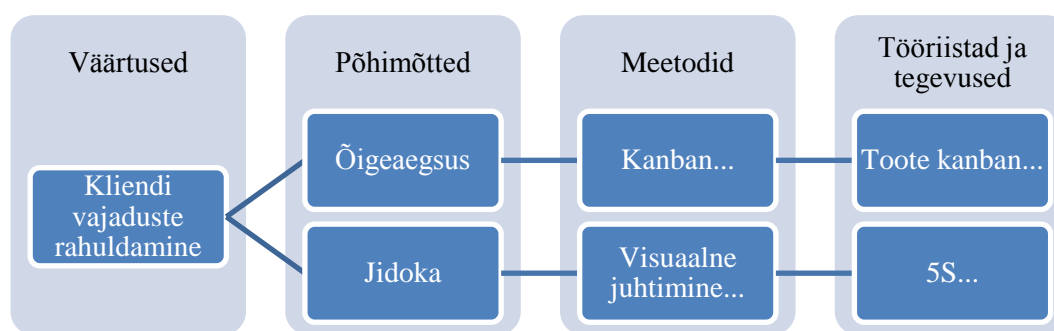 Väärtused
Põhimõtted
Meetodid
Tööriistad ja
tegevused
Kliendi
vajaduste
rahuldamine
Õigeaegsus
Kanban...
Toote kanban...
Jidoka
Visuaalne
juhtimine...
5S...